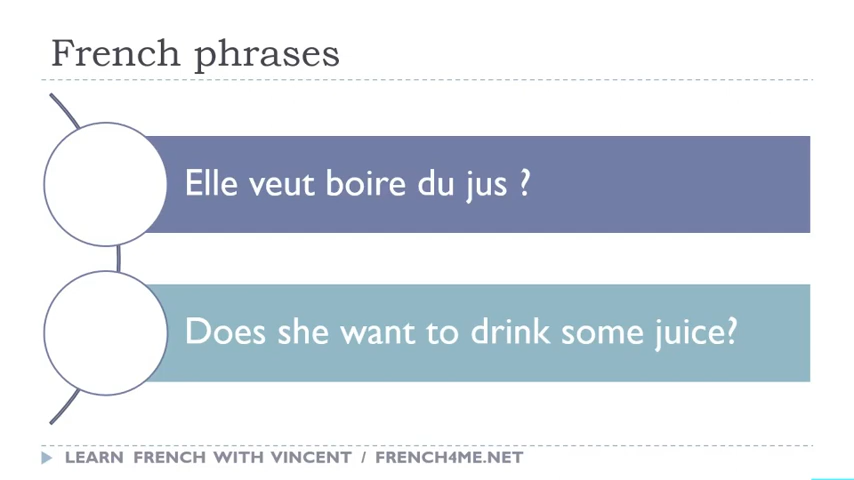 French phrases
Elle veut boire du jus ?
Does she want to drink some juice?
LEARN FRENCH WITH VINCENT / FRENCH4ME.NET